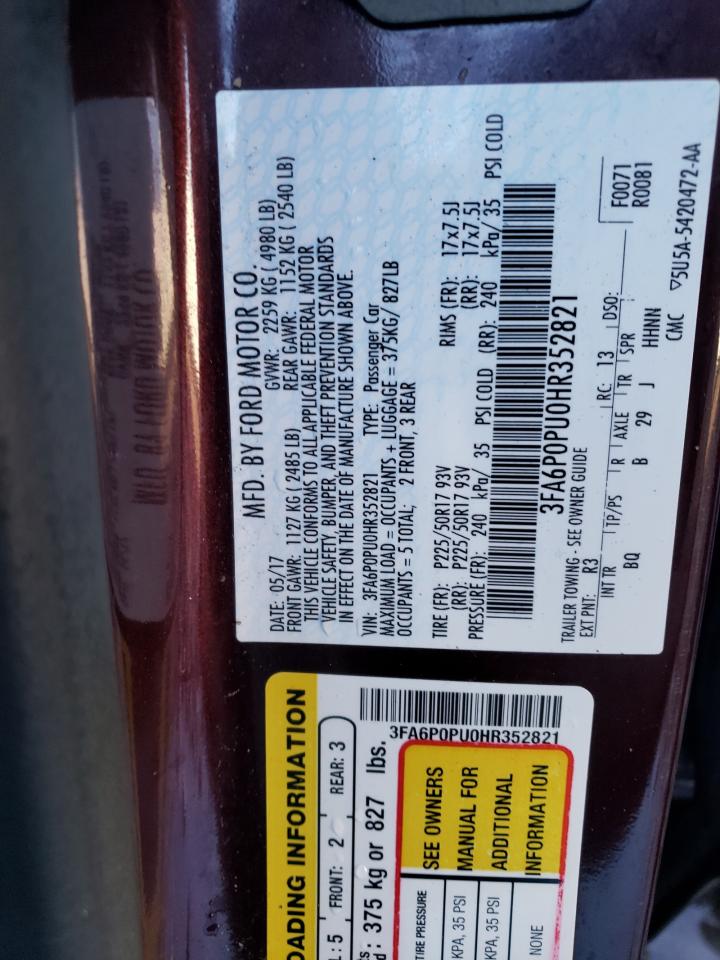 MFD. BY FORD MOTOR CO.
DATE: 05/17 GVWR: 2259 KG ( 4980 LB)
FRONT GAWR: 1127 KG ( 2485 LB) REAR GAWR: 1152 KG ( 2540 LB)
THIS VEHICLE CONFORMS TO ALL APPLICABLE FEDERAL MOTOR
VEHICLE SAFETY, BUMPER, AND THEFT PREVENTION STANDARDS
IN EFFECT ON THE DATE OF MANUFACTURE SHOWN ABOVE.
VIN: 3FA6P0PU0HR352821 TYPE: Passenger Car
MAXIMUM LOAD = OCCUPANTS + LUGGAGE = 375KG/ 827LB
OCCUPANTS = 5 TOTAL; 2 FRONT, 3 REAR
TIRE (FR): P225/50R17 93V RIMS (FR): 17x7.5J
(RR): P225/50R17 93V (RR): 17x7.5J
PRESSURE (FR): 240 kPa/ 35 PSI COLD (RR): 240 kPa/ 35 PSI COLD
3FA6P0PU0HR352821
TRAILER TOWING - SEE OWNER GUIDE
EXT PNT: R3 RC: 13 DSO: F0071
R0081
INT TR TP/PS R AXLE TR SPR
BQ B 29 J HHNN
CMC ▽5U5A-5420472-AA
OADING INFORMATION
L : 5 FRONT: 2 REAR: 3
: 375 kg or 827 lbs.
3FA6P0PU0HR352821
TIRE PRESSURE
KPA, 35 PSI
KPA, 35 PSI
NONE
SEE OWNERS
MANUAL FOR
ADDITIONAL
INFORMATION